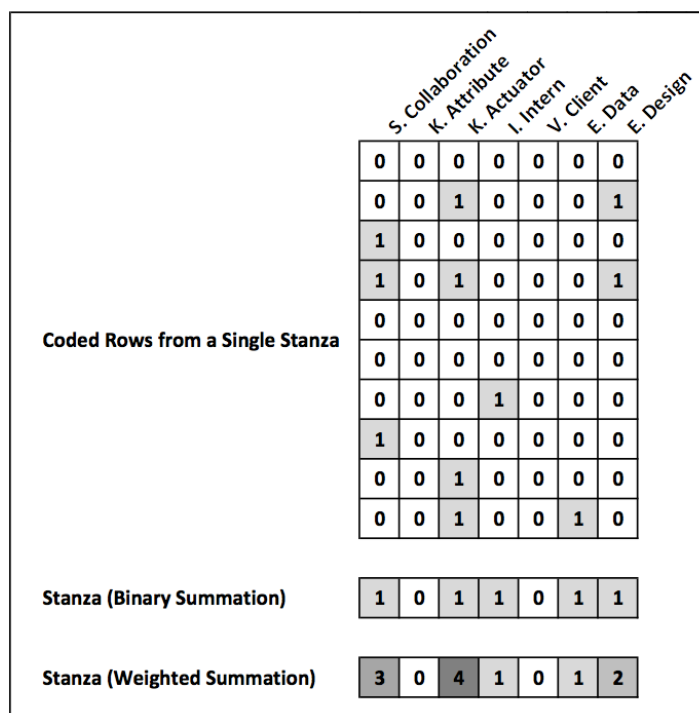 S. Collaboration
K. Attribute
K. Actuator
I. Intern
V. Client
E. Data
E. Design
0 0 0 0 0 0 0
0 0 1 0 0 0 1
1 0 0 0 0 0 0
1 0 1 0 0 0 1
Coded Rows from a Single Stanza
0 0 0 0 0 0 0
0 0 0 0 0 0 0
0 0 0 1 0 0 0
1 0 0 0 0 0 0
0 0 1 0 0 0 0
0 0 1 0 0 1 0
Stanza (Binary Summation) 1 0 1 1 0 1 1
Stanza (Weighted Summation) 3 0 4 1 0 1 2